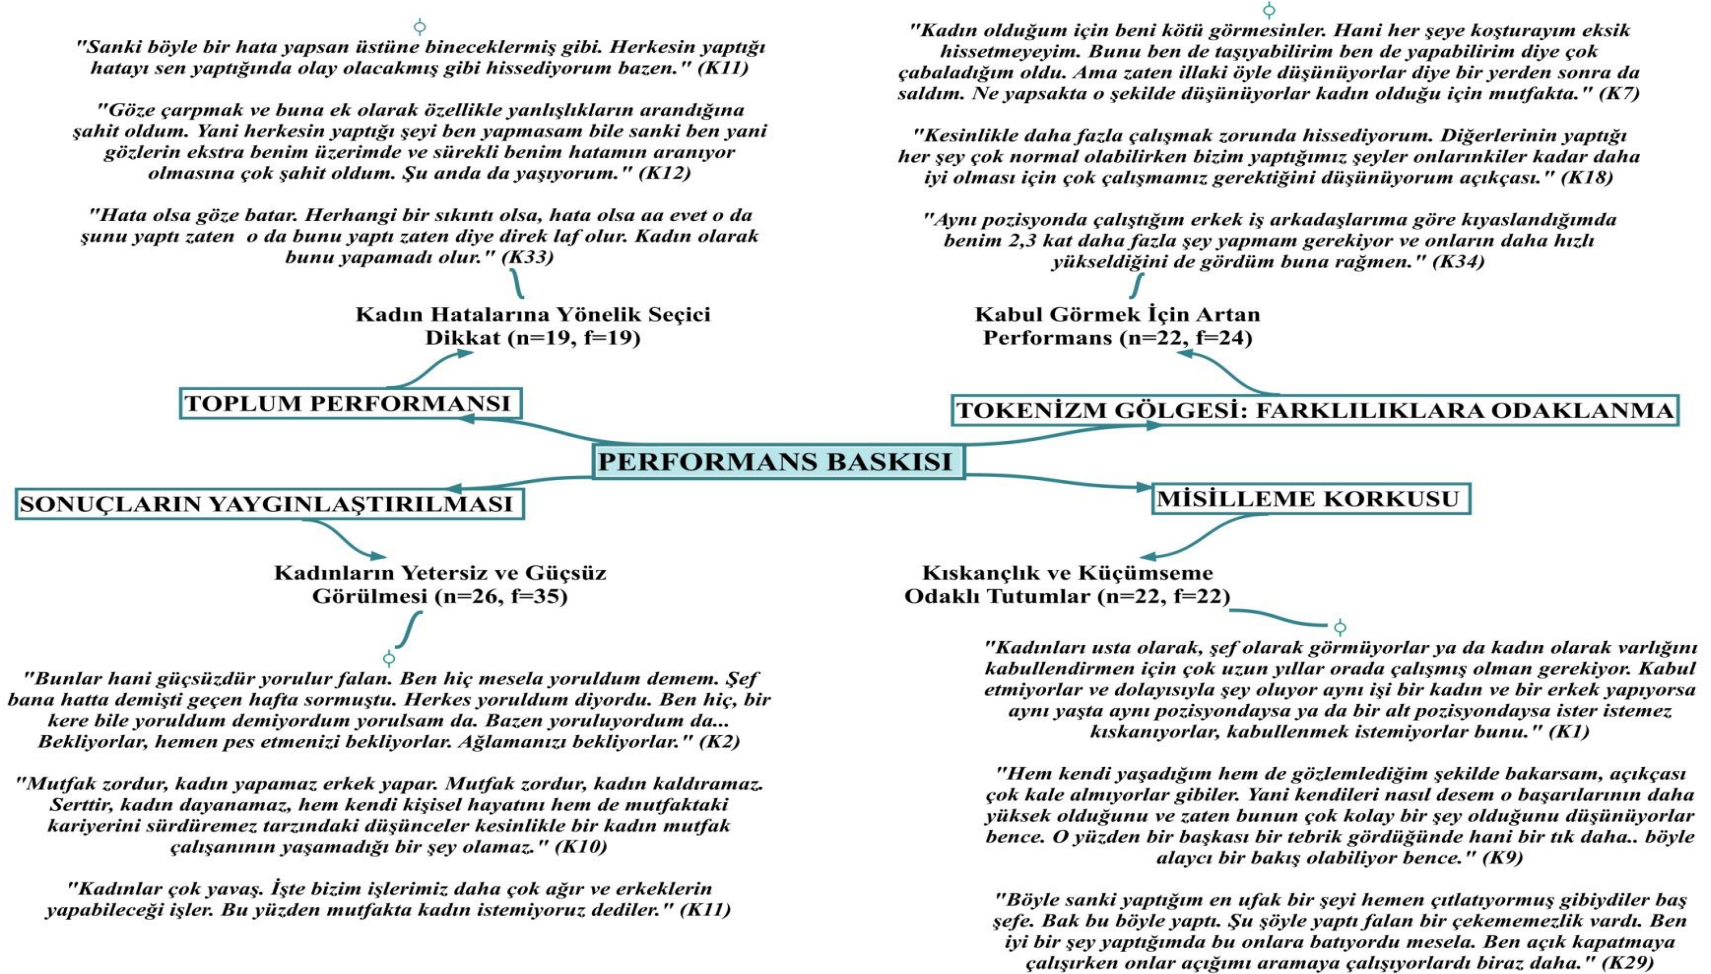 "Sanki böyle bir hata yapsan üstüne bineceklermiş gibi. Herkesin yaptığı
hatayı sen yaptığında olay olacakmış gibi hissediyorum bazen." (K11)
"Göze çarpmak ve buna ek olarak özellikle yanlışlıkların arandığına
şahit oldum. Yani herkesin yaptığı şeyi ben yapmasam bile sanki ben yani
gözlerin ekstra benim üzerimde ve sürekli benim hatamın aranıyor
olmasına çok şahit oldum. Şu anda da yaşıyorum." (K12)
"Hata olsa göze batar. Herhangi bir sıkıntı olsa, hata olsa aa evet o da
şunu yaptı zaten  o da bunu yaptı zaten diye direk laf olur. Kadın olarak
bunu yapamadı olur." (K33)
Kadın Hatalarına Yönelik Seçici
Dikkat (n=19, f=19)
TOPLUM PERFORMANSI
"Kadın olduğum için beni kötü görmesinler. Hani her şeye koşturayım eksik
hissetmeyeyim. Bunu ben de taşıyabilirim ben de yapabilirim diye çok
çabaladığım oldu. Ama zaten illaki öyle düşünüyorlar diye bir yerden sonra da
saldım. Ne yapsakta o şekilde düşünüyorlar kadın olduğu için mutfakta." (K7)
"Kesinlikle daha fazla çalışmak zorunda hissediyorum. Diğerlerinin yaptığı
her şey çok normal olabilirken bizim yaptığımız şeyler onlarınkiler kadar daha
iyi olması için çok çalışmamız gerektiğini düşünüyorum açıkçası." (K18)
"Aynı pozisyonda çalıştığım erkek iş arkadaşlarıma göre kıyaslandığımda
benim 2,3 kat daha fazla şey yapmam gerekiyor ve onların daha hızlı
yükseldiğini de gördüm buna rağmen." (K34)
Kabul Görmek İçin Artan
Performans (n=22, f=24)
TOKENİZM GÖLGESİ: FARKLILIKLARA ODAKLANMA
PERFORMANS BASKISI
SONUÇLARIN YAYGINLAŞTIRILMASI
Kadınların Yetersiz ve Güçsüz
Görülmesi (n=26, f=35)
"Bunlar hani güçsüzdür yorulur falan. Ben hiç mesela yoruldum demem. Şef
bana hatta demişti geçen hafta sormuştu. Herkes yoruldum diyordu. Ben hiç, bir
kere bile yoruldum demiyordum yorulsam da. Bazen yoruluyordum da...
Bekliyorlar, hemen pes etmenizi bekliyorlar. Ağlamanızı bekliyorlar." (K2)
"Mutfak zordur, kadın yapamaz erkek yapar. Mutfak zordur, kadın kaldıramaz.
Serttir, kadın dayanamaz, hem kendi kişisel hayatını hem de mutfaktaki
kariyerini sürdüremez tarzındaki düşünceler kesinlikle bir kadın mutfak
çalışanının yaşamadığı bir şey olamaz." (K10)
"Kadınlar çok yavaş. İşte bizim işlerimiz daha çok ağır ve erkeklerin
yapabileceği işler. Bu yüzden mutfakta kadın istemiyoruz dediler." (K11)
MİSİLLEME KORKUSU
Kıskançlık ve Küçümseme
Odaklı Tutumlar (n=22, f=22)
"Kadınları usta olarak, şef olarak görmüyorlar ya da kadın olarak varlığını
kabullendirmen için çok uzun yıllar orada çalışmış olman gerekiyor. Kabul
etmiyorlar ve dolayısıyla şey oluyor aynı işi bir kadın ve bir erkek yapıyorsa
aynı yaşta aynı pozisyondaysa ya da bir alt pozisyondaysa ister istemez
kıskanıyorlar, kabullenmek istemiyorlar bunu." (K1)
"Hem kendi yaşadığım hem de gözlemlediğim şekilde bakarsam, açıkçası
çok kale almıyorlar gibiler. Yani kendileri nasıl desem o başarılarının daha
yüksek olduğunu ve zaten bunun çok kolay bir şey olduğunu düşünüyorlar
bence. O yüzden bir başkası bir tebrik gördüğünde hani bir tık daha.. böyle
alaycı bir bakış olabiliyor bence." (K9)
"Böyle sanki yaptığım en ufak bir şeyi hemen çıtlatıyormuş gibiydiler baş
şefe. Bak bu böyle yaptı. Şu şöyle yaptı falan bir çekememezlik vardı. Ben
iyi bir şey yaptığımda bu onlara batıyordu mesela. Ben açık kapatmaya
çalışırken onlar açığımı aramaya çalışıyorlardı biraz daha." (K29)